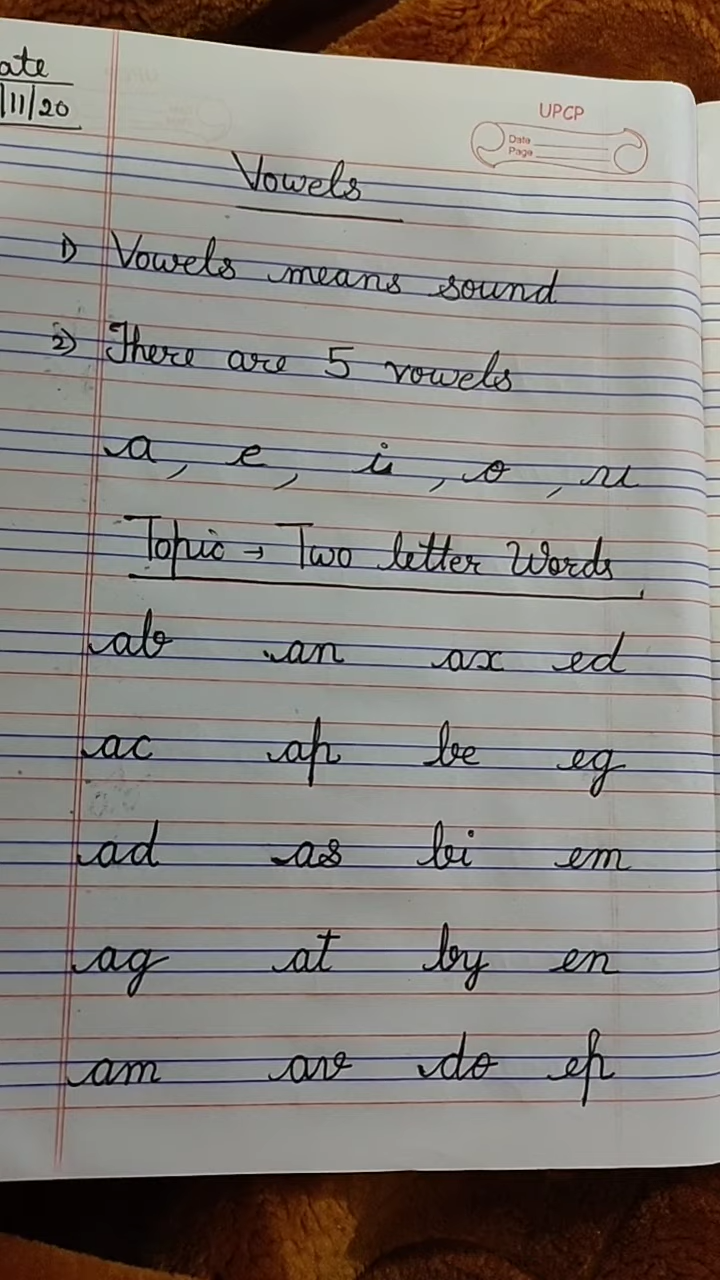 ate
/11/20
UPCP
Date
Page
Vowels
1) Vowels means sound
2) There are 5 vowels
a, e, i, o, u
Topic → Two letter Words
ab an ax ed
ac ap be eg
ad as bi em
ag at by en
am av do ep